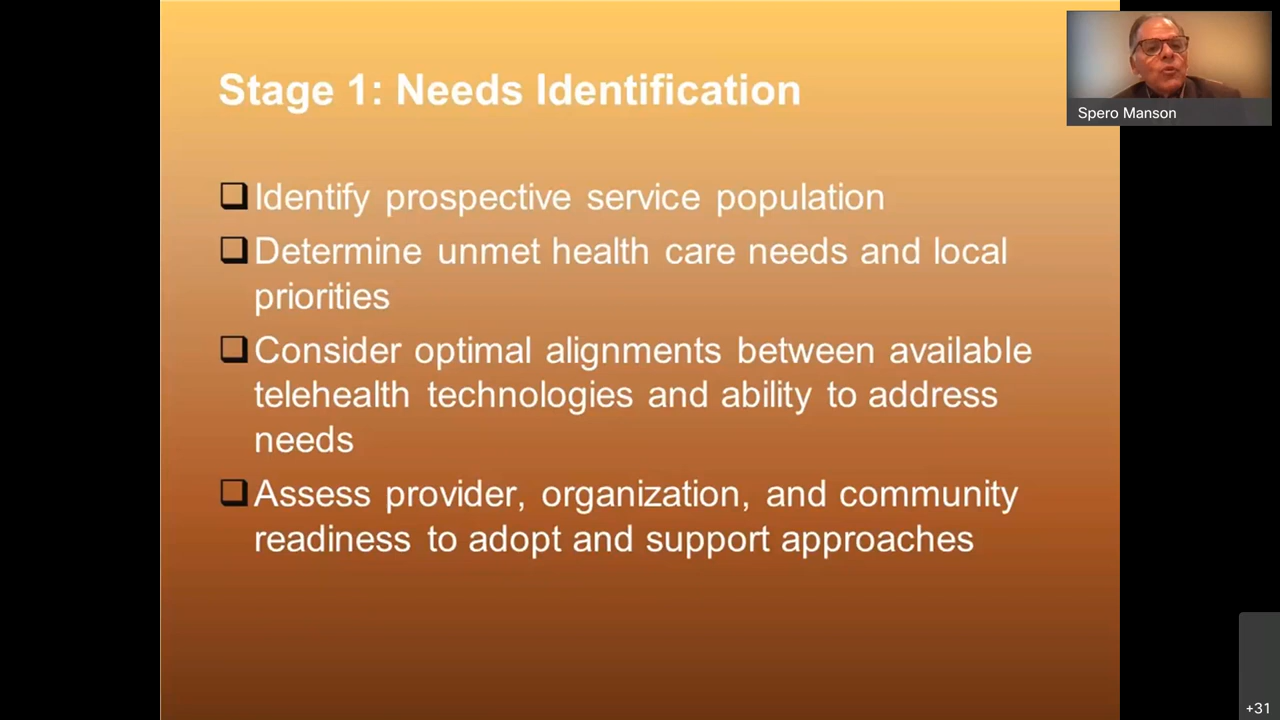 Stage 1: Needs Identification
Spero Manson
Identify prospective service population
Determine unmet health care needs and local
priorities
Consider optimal alignments between available
telehealth technologies and ability to address
needs
Assess provider, organization, and community
readiness to adopt and support approaches
+31